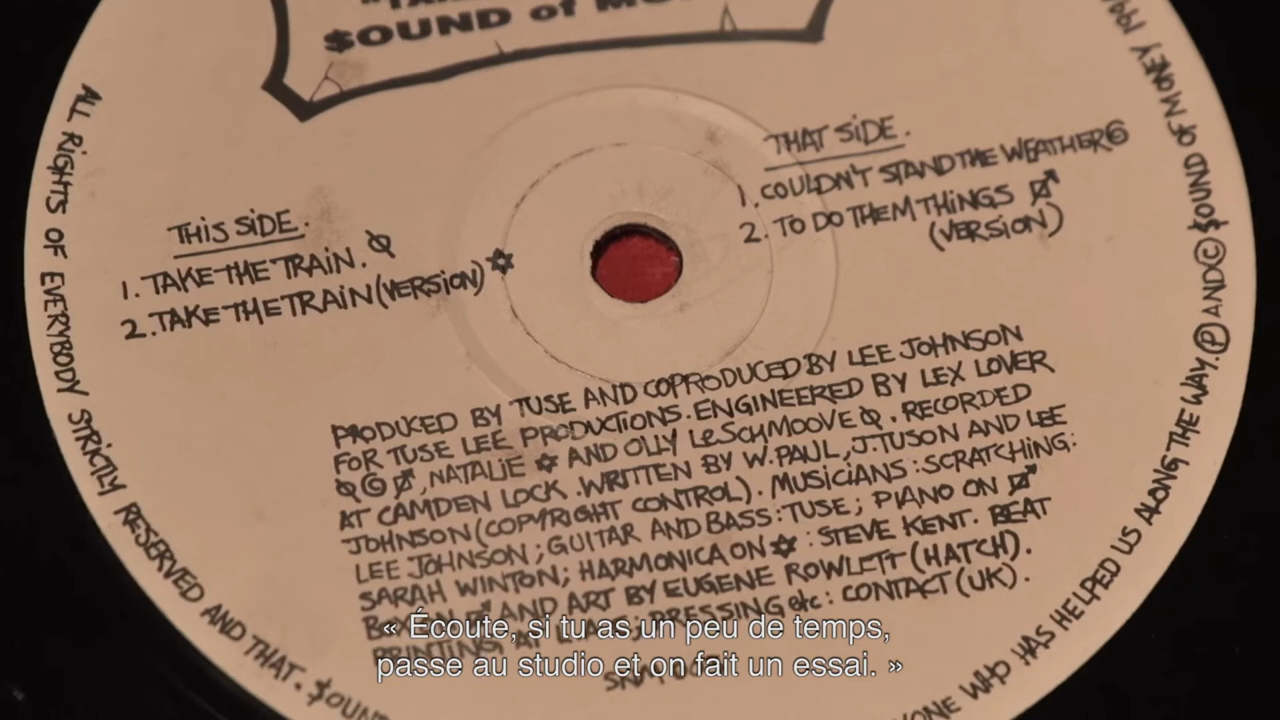 $OUND of MO
THIS SIDE.
1. TAKE THE TRAIN.
2. TAKE THE TRAIN (VERSION)
THAT SIDE.
1. COULDN'T STAND THE WEATHER
2. TO DO THEM THINGS
(VERSION)
PRODUCED BY TUSE AND COPRODUCED BY LEE JOHNSON
FOR TUSE LEE PRODUCTIONS. ENGINEERED BY LEX LOVER
, NATALIE AND OLLY LESCHMOOVE . RECORDED
AT CAMDEN LOCK. WRITTEN BY W. PAUL, J. TUSON AND LEE
JOHNSON (COPYRIGHT CONTROL). MUSICIANS: SCRATCHING:
LEE JOHNSON; GUITAR AND BASS: TUSE; PIANO ON
SARAH WINTON; HARMONICA ON : STEVE KENT. BEAT
AND ART BY EUGENE ROWLETT (HATCH).
PRINTING, PRESSING etc: CONTACT (UK).
ALL RIGHTS OF EVERYBODY STRICTLY RESERVED AND THAT. $OUN
ONE WHO HAS HELPED US ALONG THE WAY. Ⓟ AND © $OUND OF MONEY 199
« Écoute, si tu as un peu de temps,
passe au studio et on fait un essai. »